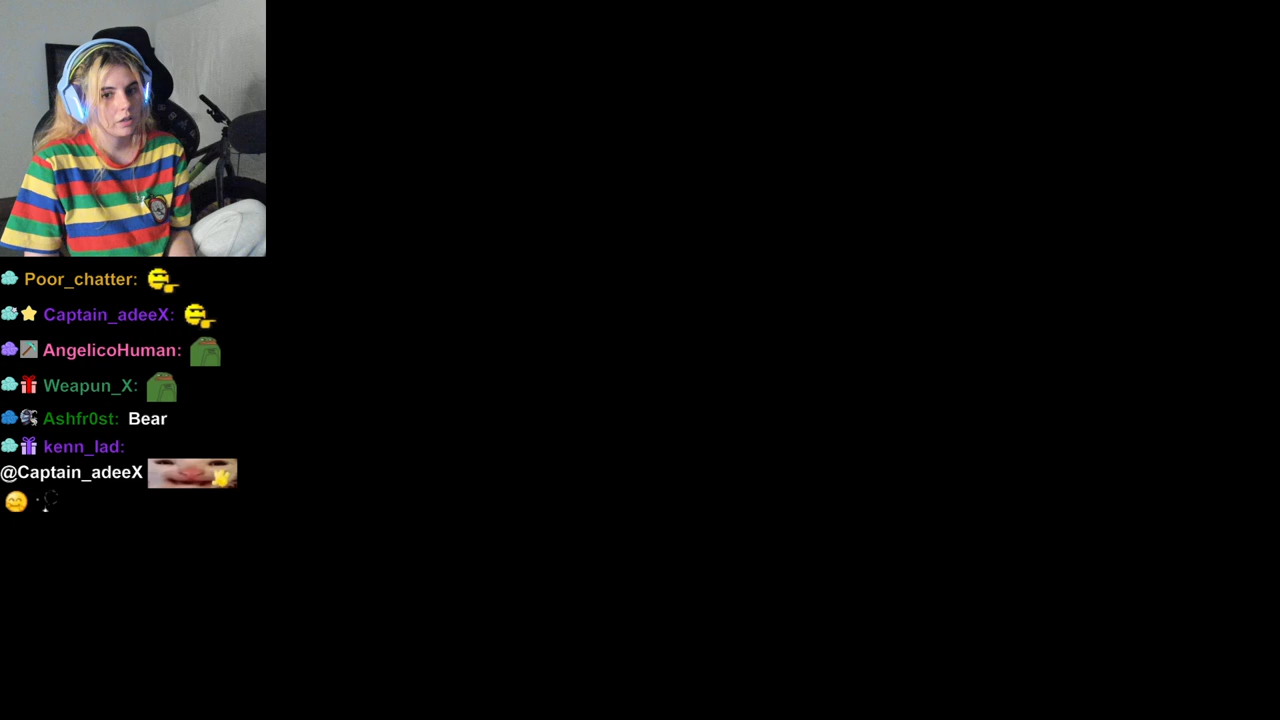 Poor_chatter:
Captain_adeeX:
AngelicoHuman:
Weapun_X:
Ashfr0st: Bear
kenn_lad:
@Captain_adeeX